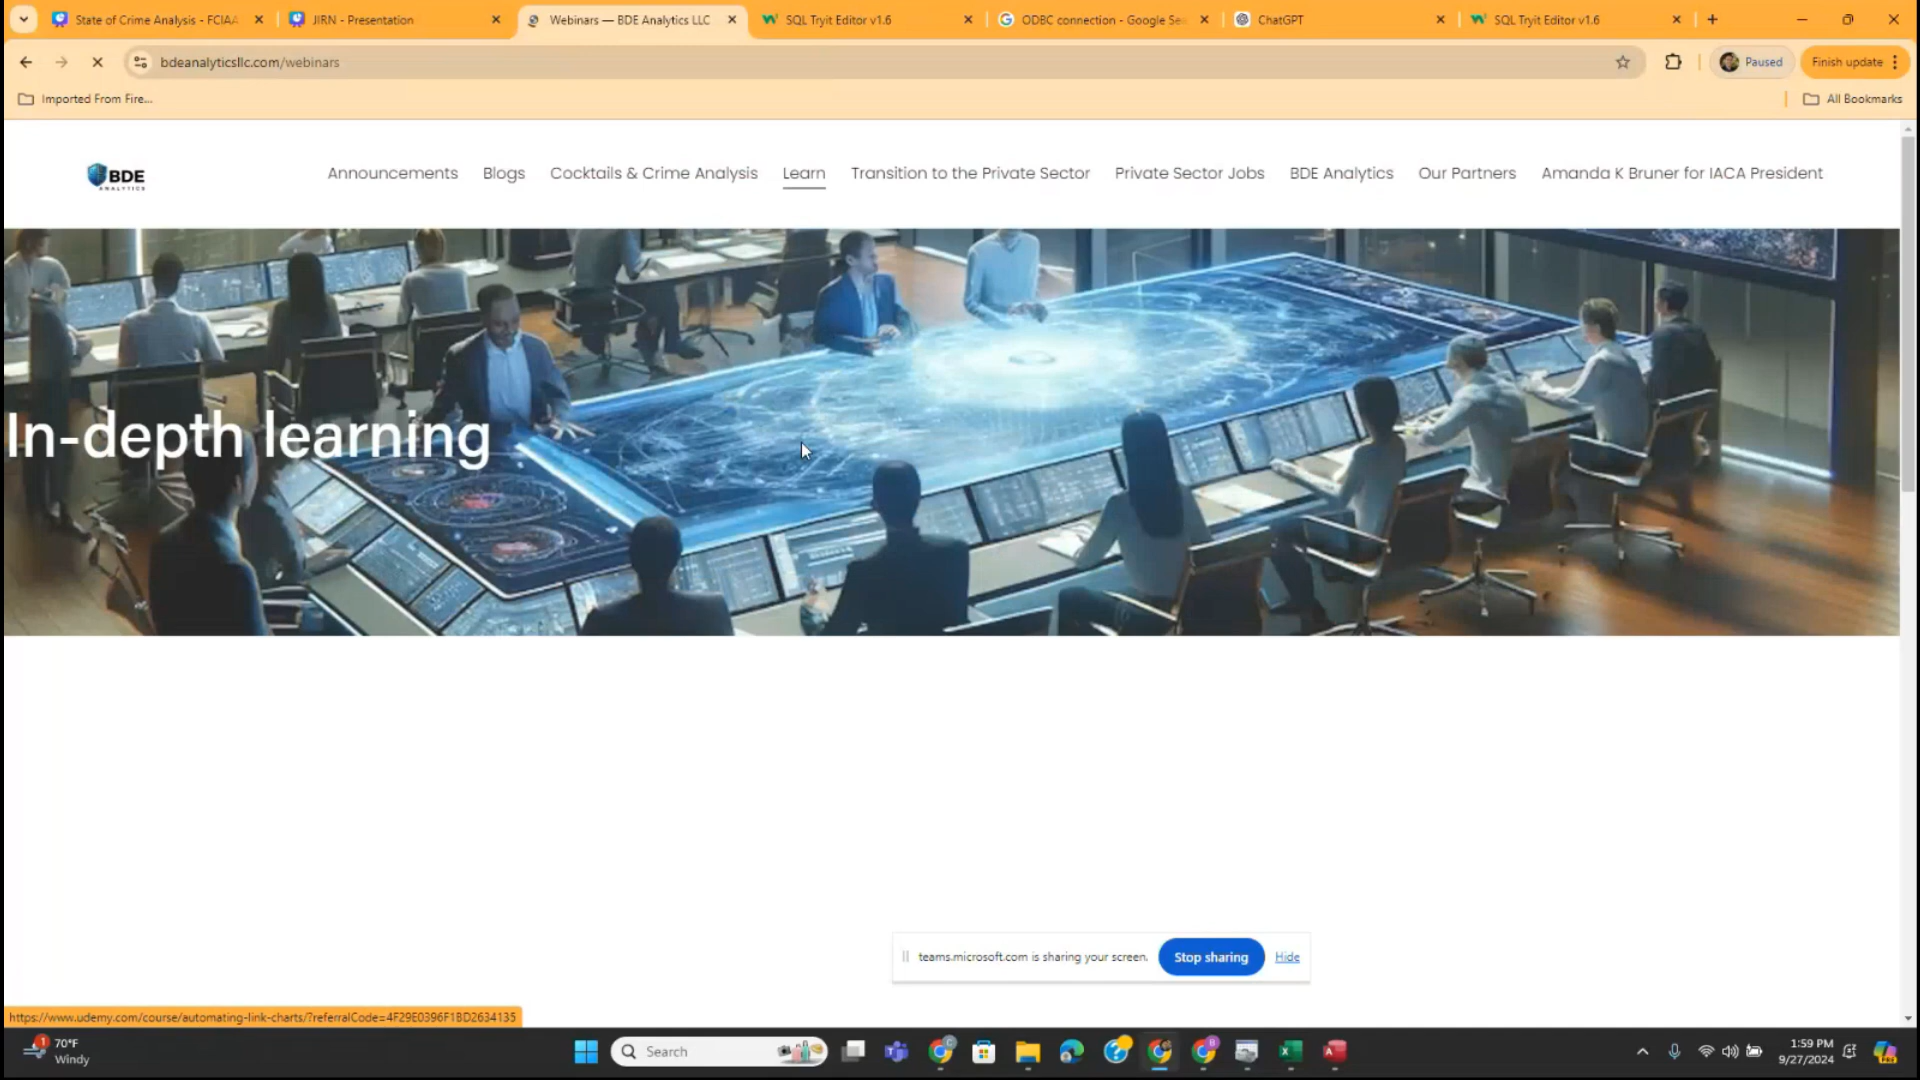 State of Crime Analysis - FCIAA
JIRN - Presentation
Webinars — BDE Analytics LLC
SQL Tryit Editor v1.6
ODBC connection - Google Se
ChatGPT
SQL Tryit Editor v1.6
bdeanalyticsllc.com/webinars
Paused
Finish update
Imported From Fire...
All Bookmarks
BDE
ANALYTICS
Announcements
Blogs
Cocktails & Crime Analysis
Learn
Transition to the Private Sector
Private Sector Jobs
BDE Analytics
Our Partners
Amanda K Bruner for IACA President
In-depth learning
teams.microsoft.com is sharing your screen.
Stop sharing
Hide
https://www.udemy.com/course/automating-link-charts/?referralCode=4F29E0396F1BD2634135
1
70°F
Windy
Search
1:59 PM
9/27/2024